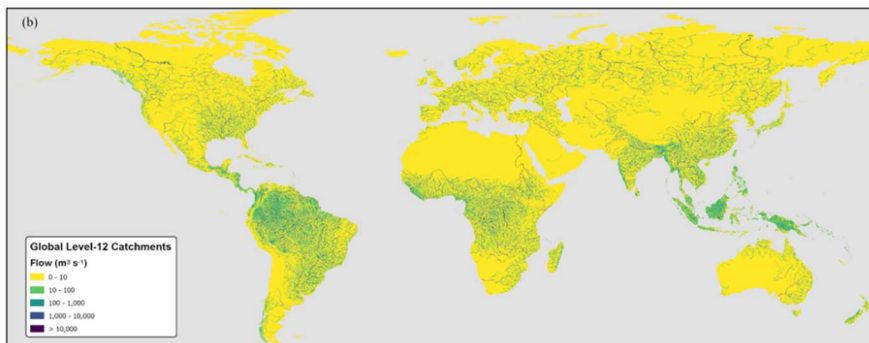 (b)
Global Level-12 Catchments
Flow (m³ s⁻¹)
0 - 10
10 - 100
100 - 1,000
1,000 - 10,000
> 10,000